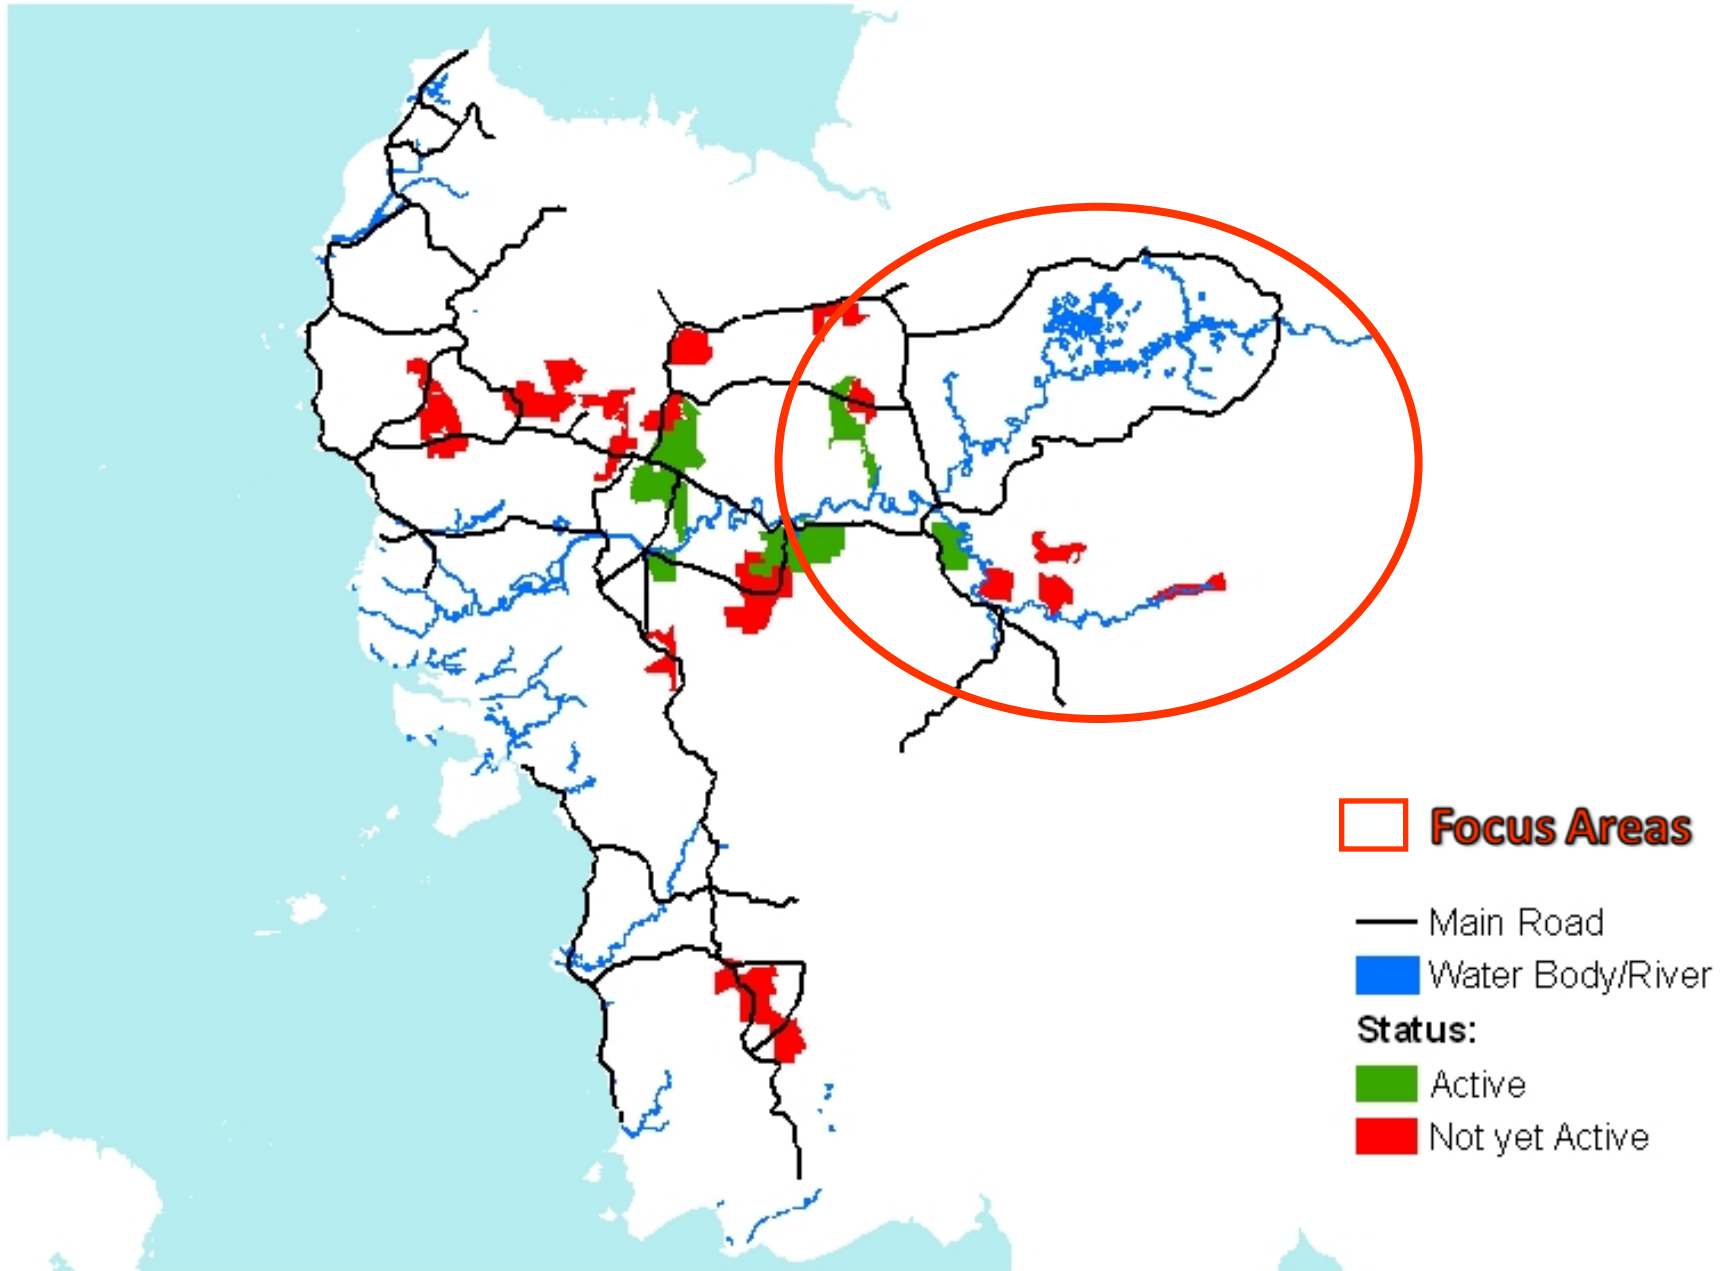 Focus Areas
Main Road
Water Body/River
Status:
Active
Not yet Active